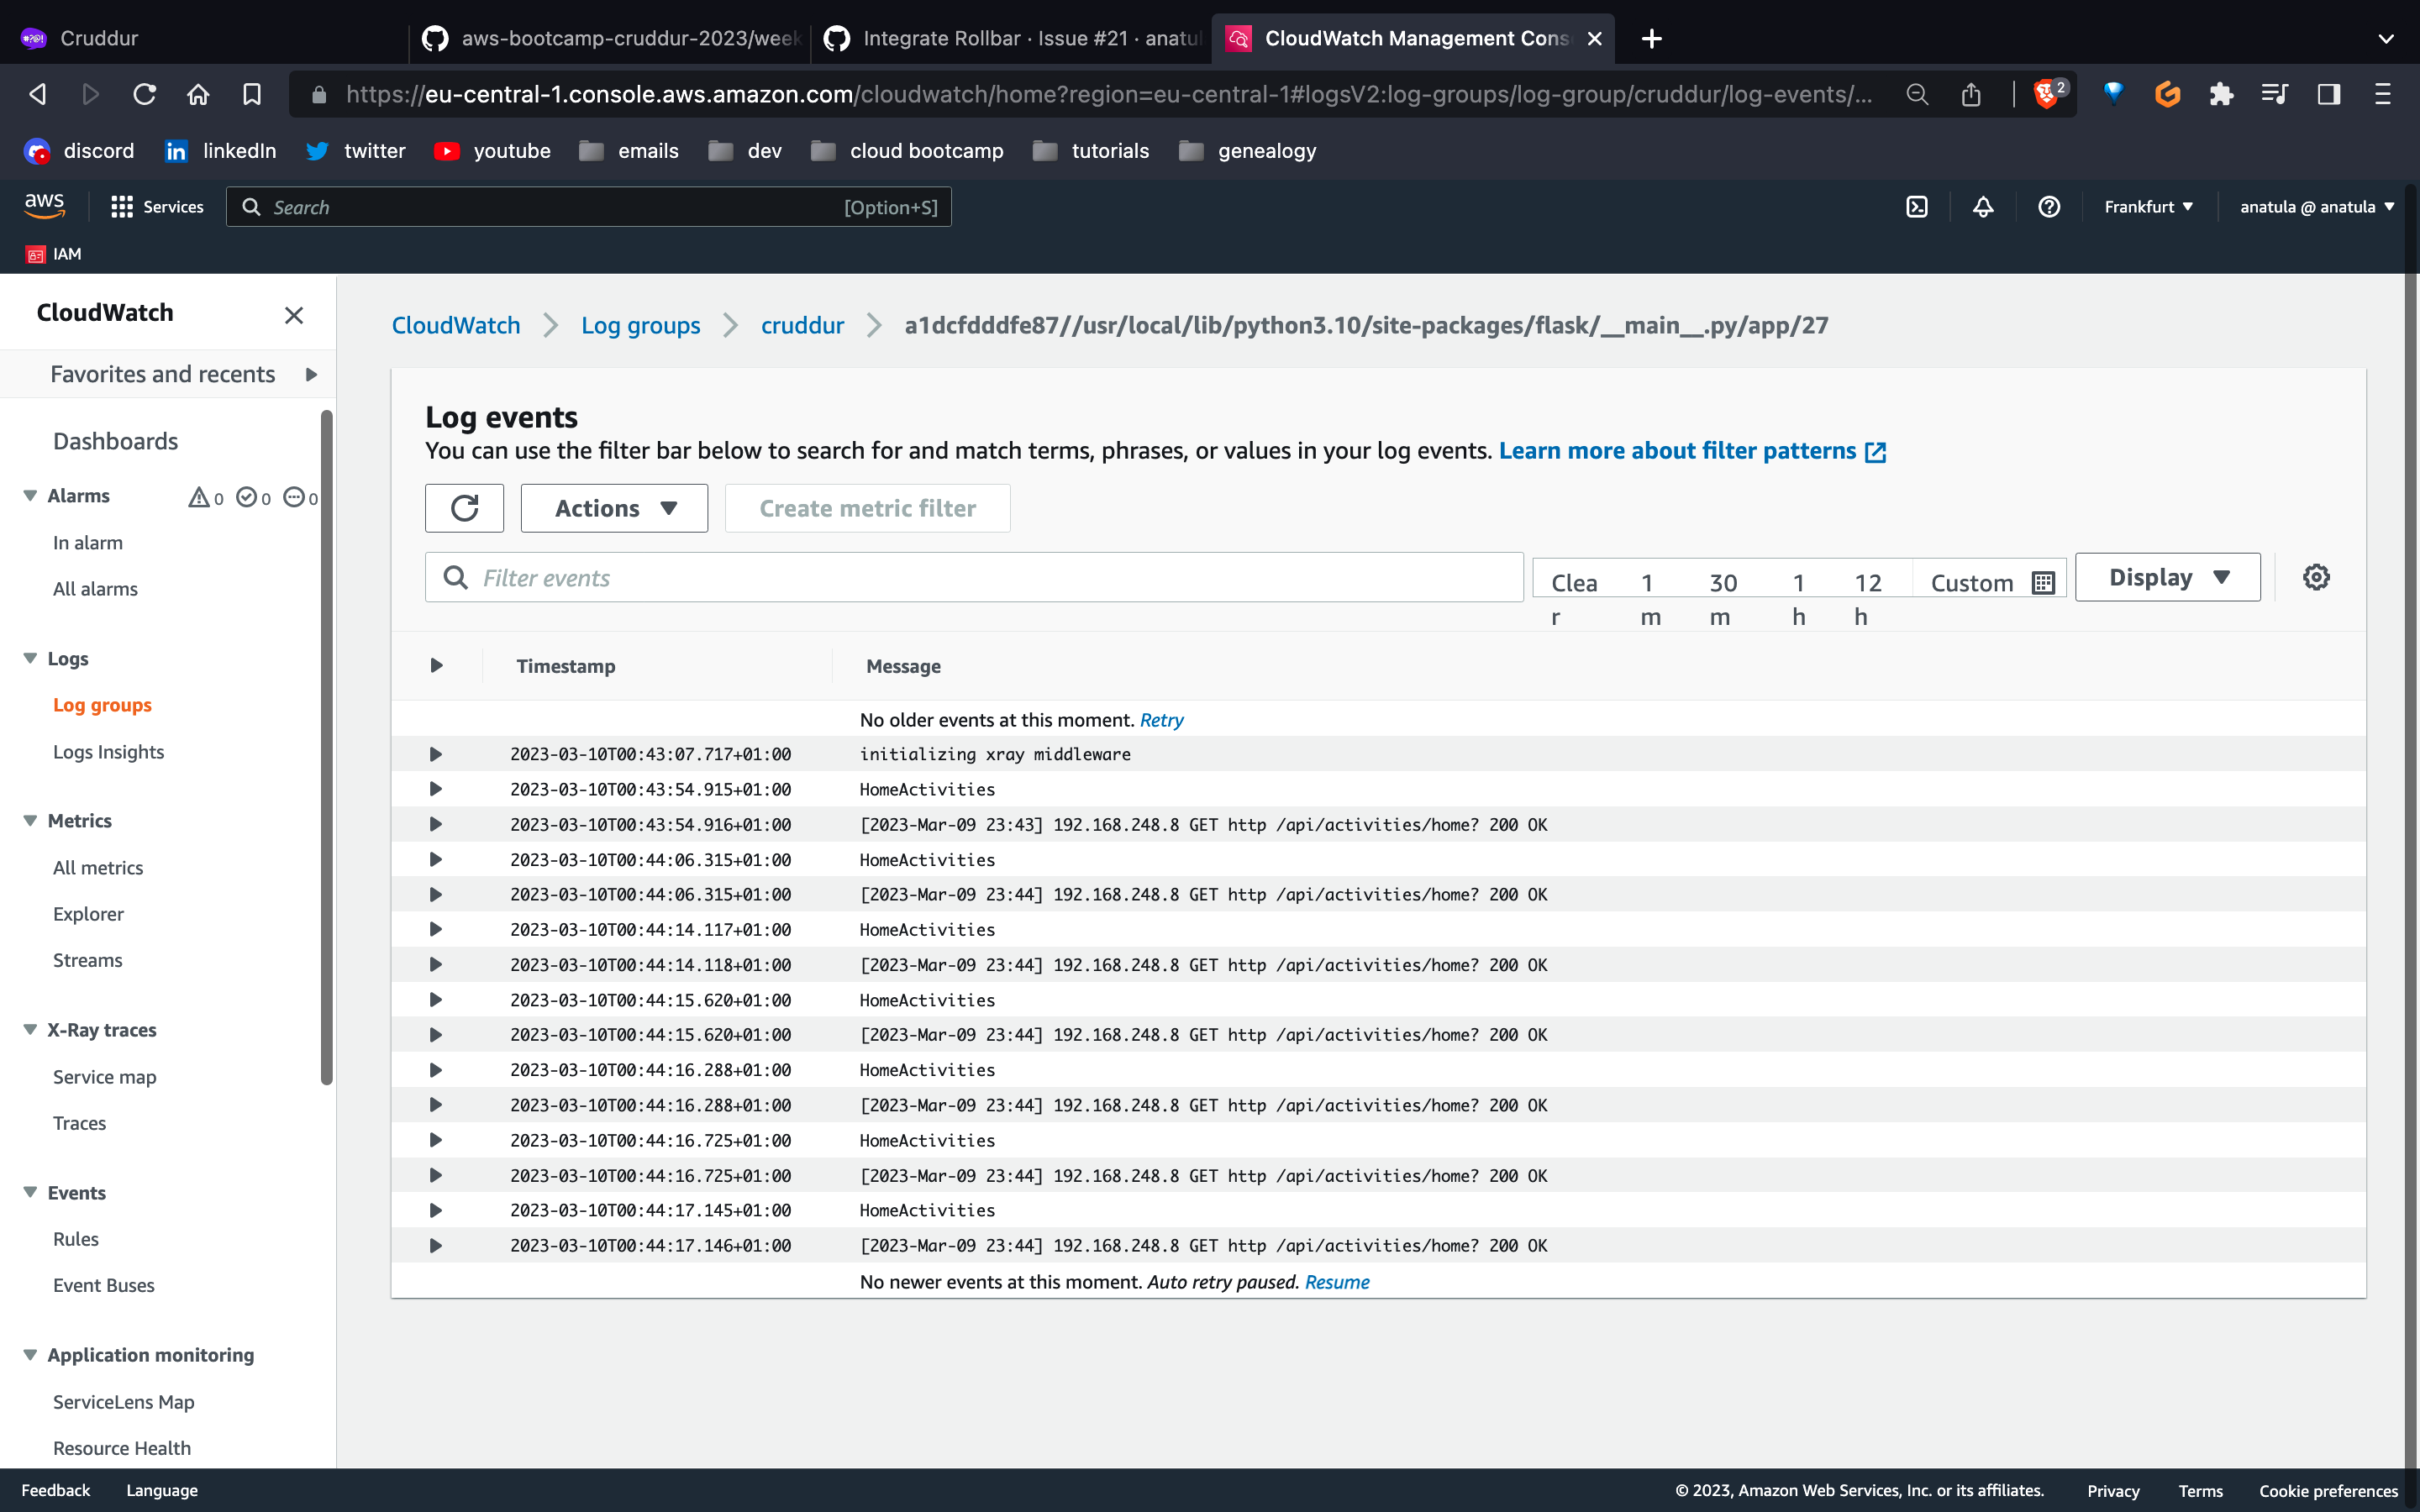 Cruddur
aws-bootcamp-cruddur-2023/week
Integrate Rollbar · Issue #21 · anatul
CloudWatch Management Cons
https://eu-central-1.console.aws.amazon.com/cloudwatch/home?region=eu-central-1#logsV2:log-groups/log-group/cruddur/log-events/...
2
discord
linkedIn
twitter
youtube
emails
dev
cloud bootcamp
tutorials
genealogy
aws
Services
Search
[Option+S]
Frankfurt
anatula @ anatula
IAM
CloudWatch
Favorites and recents
Dashboards
Alarms
0 0 0
In alarm
All alarms
Logs
Log groups
Logs Insights
Metrics
All metrics
Explorer
Streams
X-Ray traces
Service map
Traces
Events
Rules
Event Buses
Application monitoring
ServiceLens Map
Resource Health
CloudWatch > Log groups > cruddur > a1dcfdddfe87//usr/local/lib/python3.10/site-packages/flask/__main__.py/app/27
Log events
You can use the filter bar below to search for and match terms, phrases, or values in your log events. Learn more about filter patterns
Actions
Create metric filter
Filter events
Clear
1m
30m
1h
12h
Custom
Display
Timestamp Message
No older events at this moment. Retry
2023-03-10T00:43:07.717+01:00 initializing xray middleware
2023-03-10T00:43:54.915+01:00 HomeActivities
2023-03-10T00:43:54.916+01:00 [2023-Mar-09 23:43] 192.168.248.8 GET http /api/activities/home? 200 OK
2023-03-10T00:44:06.315+01:00 HomeActivities
2023-03-10T00:44:06.315+01:00 [2023-Mar-09 23:44] 192.168.248.8 GET http /api/activities/home? 200 OK
2023-03-10T00:44:14.117+01:00 HomeActivities
2023-03-10T00:44:14.118+01:00 [2023-Mar-09 23:44] 192.168.248.8 GET http /api/activities/home? 200 OK
2023-03-10T00:44:15.620+01:00 HomeActivities
2023-03-10T00:44:15.620+01:00 [2023-Mar-09 23:44] 192.168.248.8 GET http /api/activities/home? 200 OK
2023-03-10T00:44:16.288+01:00 HomeActivities
2023-03-10T00:44:16.288+01:00 [2023-Mar-09 23:44] 192.168.248.8 GET http /api/activities/home? 200 OK
2023-03-10T00:44:16.725+01:00 HomeActivities
2023-03-10T00:44:16.725+01:00 [2023-Mar-09 23:44] 192.168.248.8 GET http /api/activities/home? 200 OK
2023-03-10T00:44:17.145+01:00 HomeActivities
2023-03-10T00:44:17.146+01:00 [2023-Mar-09 23:44] 192.168.248.8 GET http /api/activities/home? 200 OK
No newer events at this moment. Auto retry paused. Resume
Feedback
Language
© 2023, Amazon Web Services, Inc. or its affiliates.
Privacy
Terms
Cookie preferences